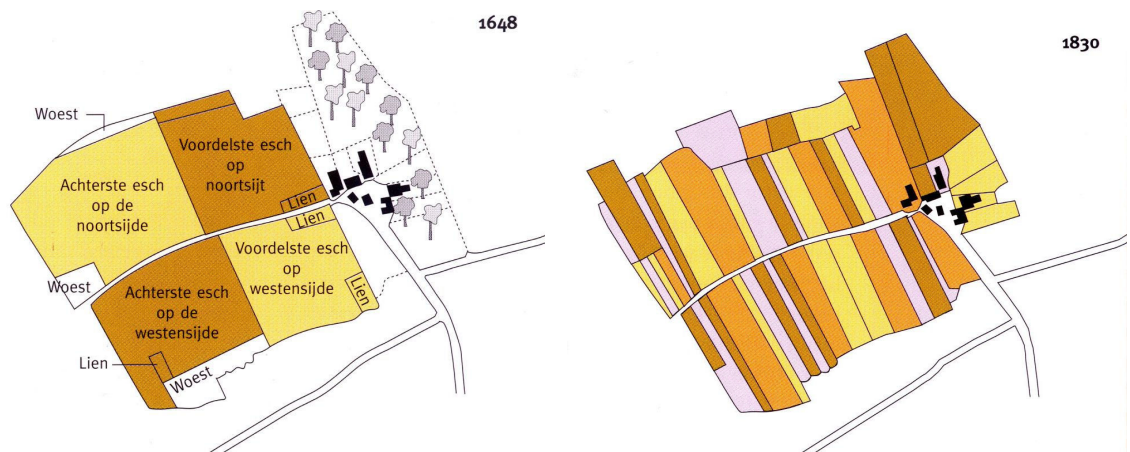 1648
Woest
Voordelste esch
op
noortsijt
Lien
Achterste esch
op de
noortsijde
Lien
Voordelste esch
op
westensijde
Lien
Woest
Achterste esch
op de
westensijde
Lien
Woest
1830